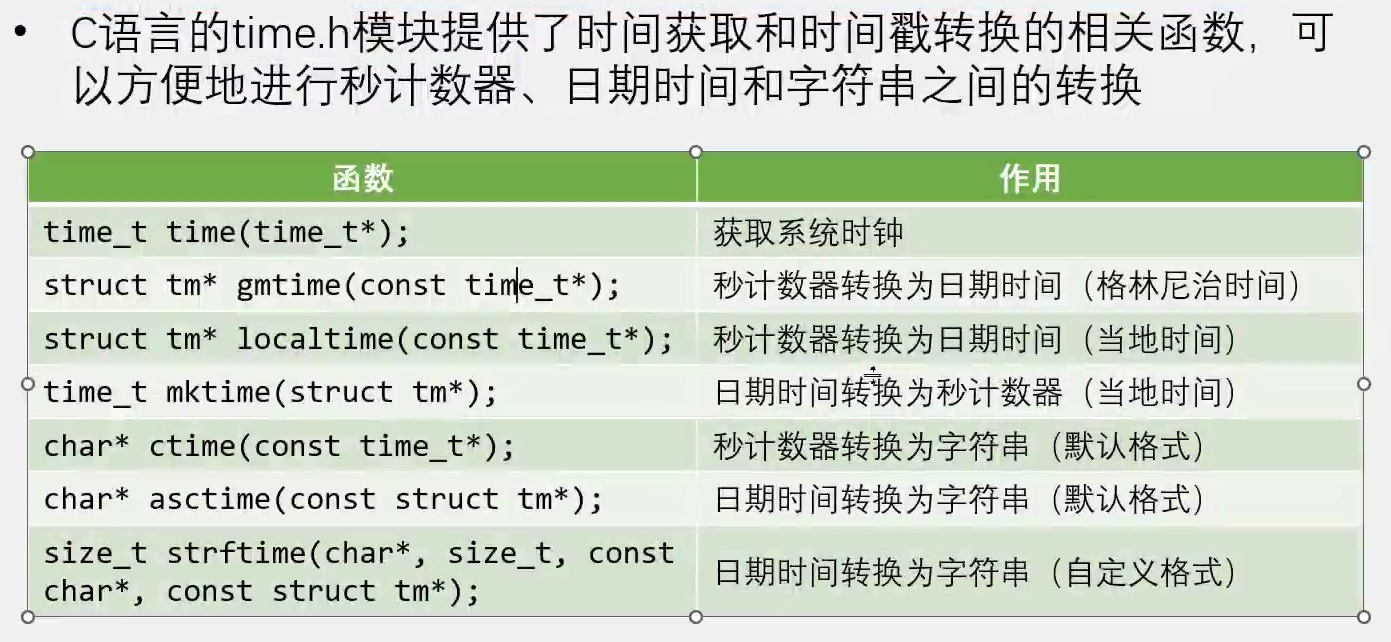 • C语言的time.h模块提供了时间获取和时间戳转换的相关函数，可
以方便地进行秒计数器、日期时间和字符串之间的转换
函数 作用
time_t time(time_t*); 获取系统时钟
struct tm* gmtime(const time_t*); 秒计数器转换为日期时间（格林尼治时间）
struct tm* localtime(const time_t*); 秒计数器转换为日期时间（当地时间）
time_t mktime(struct tm*); 日期时间转换为秒计数器（当地时间）
char* ctime(const time_t*); 秒计数器转换为字符串（默认格式）
char* asctime(const struct tm*); 日期时间转换为字符串（默认格式）
size_t strftime(char*, size_t, const
char*, const struct tm*);
日期时间转换为字符串（自定义格式）